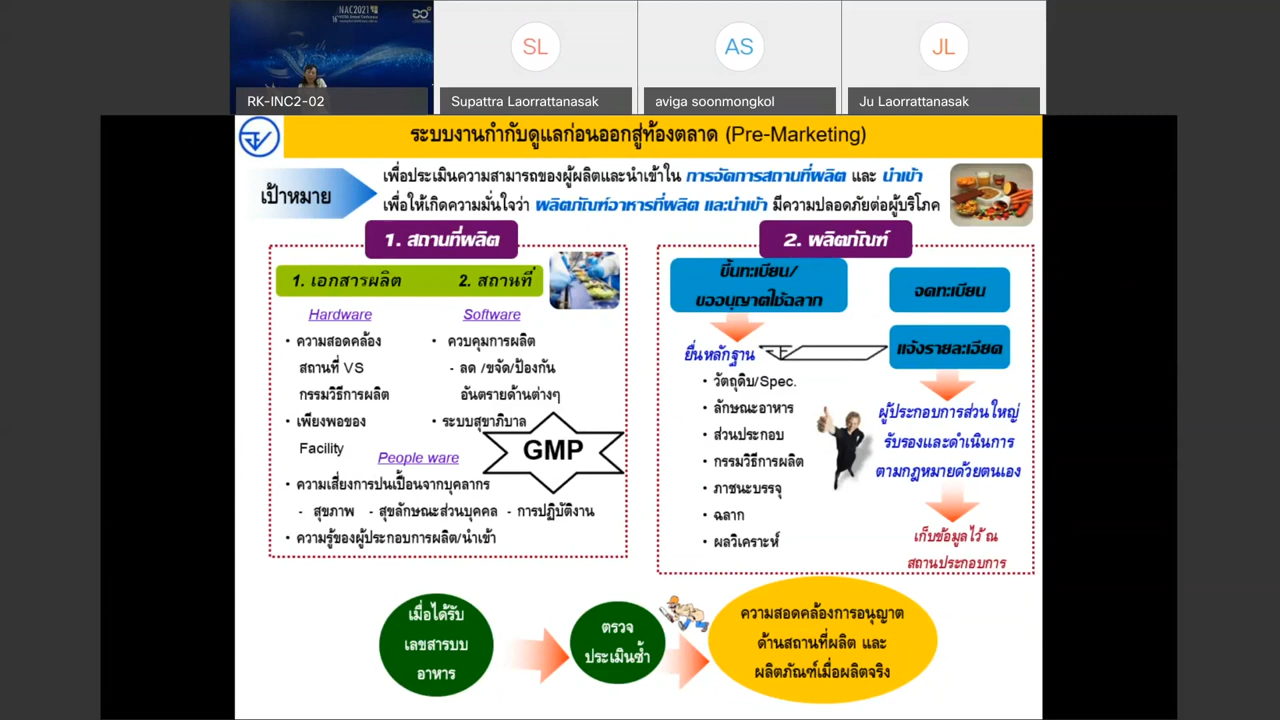 NAC2021
RK-INC2-02
SL
Supattra Laorrattanasak
AS
aviga soonmongkol
JL
Ju Laorrattanasak
ระบบงานกำกับดูแลก่อนออกสู่ท้องตลาด (Pre-Marketing)
เป้าหมาย
เพื่อประเมินความสามารถของผู้ผลิตและนำเข้าใน การจัดการสถานที่ผลิต และ นำเข้า
เพื่อให้เกิดความมั่นใจว่า ผลิตภัณฑ์อาหารที่ผลิต และนำเข้า มีความปลอดภัยต่อผู้บริโภค
1. สถานที่ผลิต
1. เอกสารผลิต 2. สถานที่
Hardware
• ความสอดคล้อง
สถานที่ VS
กรรมวิธีการผลิต
• เพียงพอของ
Facility
Software
• ควบคุมการผลิต
- ลด /ขจัด/ป้องกัน
อันตรายด้านต่างๆ
• ระบบสุขาภิบาล
GMP
People ware
• ความเสี่ยงการปนเปื้อนจากบุคลากร
- สุขภาพ - สุขลักษณะส่วนบุคคล - การปฏิบัติงาน
• ความรู้ของผู้ประกอบการผลิต/นำเข้า
2. ผลิตภัณฑ์
ขึ้นทะเบียน/
ขออนุญาตใช้ฉลาก
ยื่นหลักฐาน
• วัตถุดิบ/Spec.
• ลักษณะอาหาร
• ส่วนประกอบ
• กรรมวิธีการผลิต
• ภาชนะบรรจุ
• ฉลาก
• ผลวิเคราะห์
จดทะเบียน
แจ้งรายละเอียด
ผู้ประกอบการส่วนใหญ่
รับรองและดำเนินการ
ตามกฎหมายด้วยตนเอง
เก็บข้อมูลไว้ ณ
สถานประกอบการ
เมื่อได้รับ
เลขสารบบ
อาหาร
ตรวจ
ประเมินซ้ำ
ความสอดคล้องการอนุญาต
ด้านสถานที่ผลิต และ
ผลิตภัณฑ์เมื่อผลิตจริง